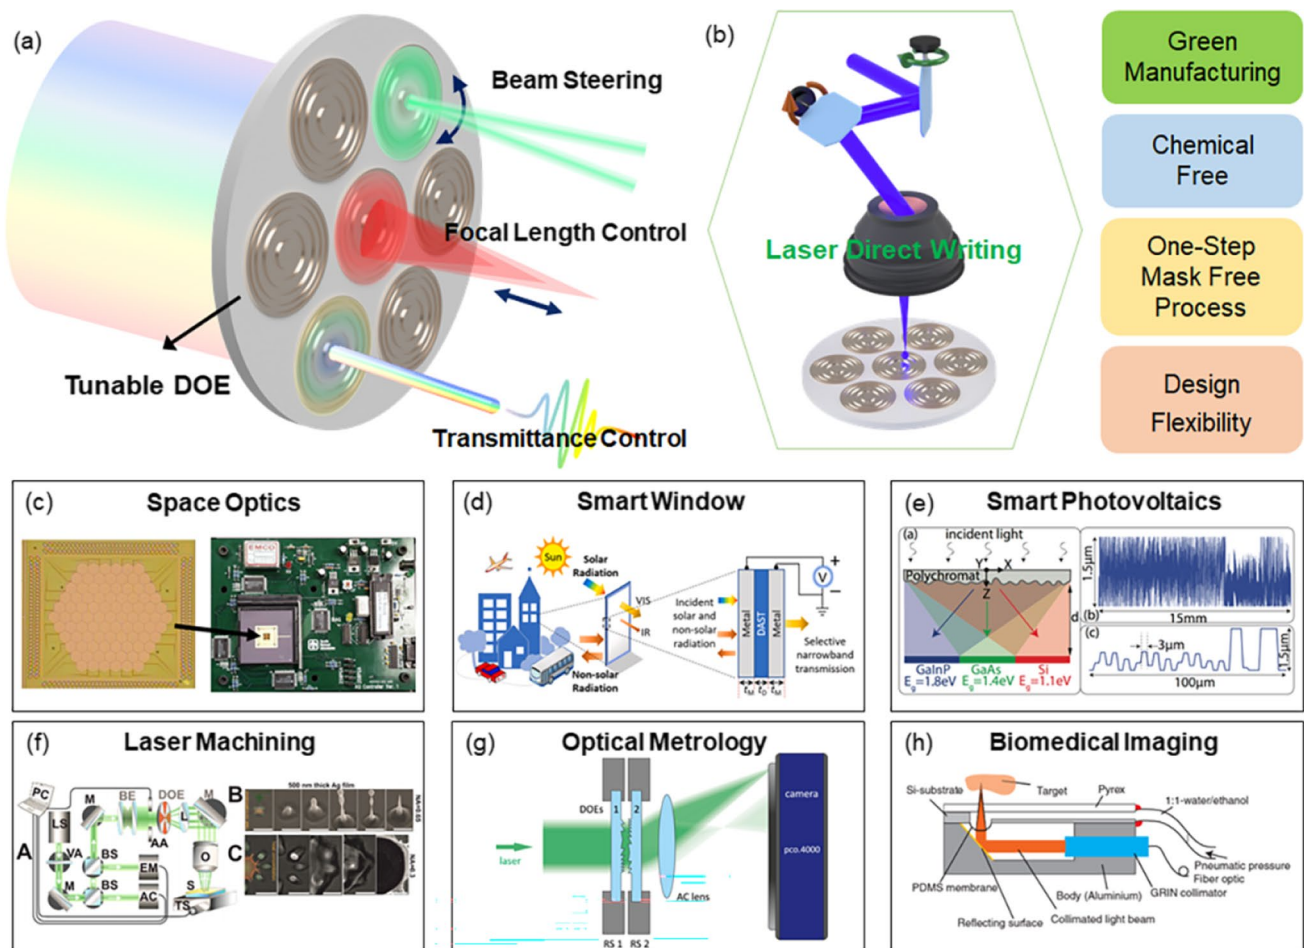 (a)
Beam Steering
Focal Length Control
Tunable DOE
Transmittance Control
(b)
Laser Direct Writing
Green
Manufacturing
Chemical
Free
One-Step
Mask Free
Process
Design
Flexibility
(c)
Space Optics
EMCO
(d)
Smart Window
Sun
Solar
Radiation
VIS
IR
Non-solar
Radiation
Incident
solar and
non-solar
radiation
Metal
DAST
Metal
V
+
−
Selective
narrowband
transmission
tM
tD
tM
(e)
Smart Photovoltaics
(a)
incident light
Y
X
Z
Polychromat
d
GaInP
Eg=1.8eV
GaAs
Eg=1.4eV
Si
Eg=1.1eV
1.5μm
(b)
15mm
(c)
3μm
1.5μm
100μm
(f)
Laser Machining
PC
M
BE
DOE
M
LS
L
AA
A
VA
BS
O
EM
M
BS
AC
S
TS
500 nm thick Ag film
B
C
(g)
Optical Metrology
DOEs
1
2
laser
AC lens
camera
pco.4000
RS 1
RS 2
(h)
Biomedical Imaging
Si-substrate
Target
Pyrex
1:1-water/ethanol
Pneumatic pressure
Fiber optic
PDMS membrane
Body (Aluminium)
GRIN collimator
Reflecting surface
Collimated light beam